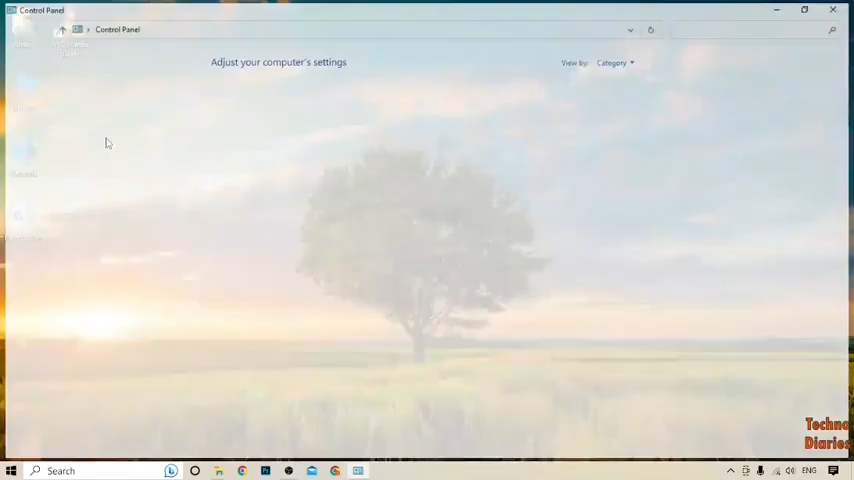 Control Panel
Control Panel
Adjust your computer's settings
View by: Category
Techno
Diaries
Search
ENG